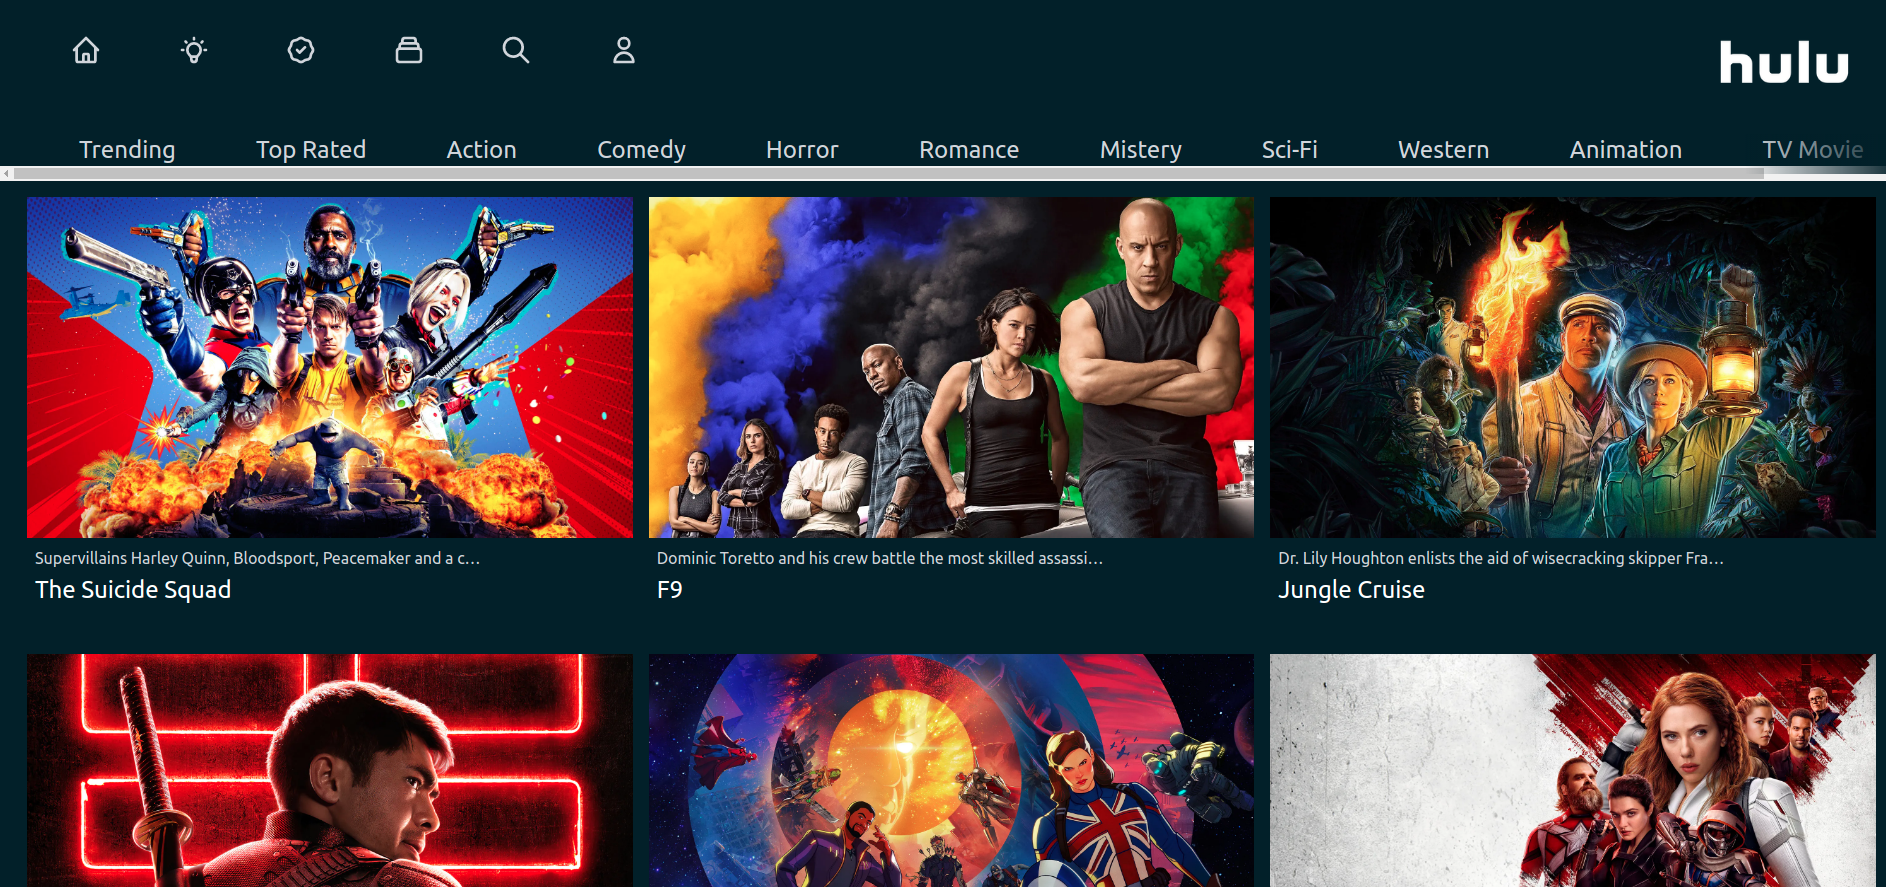 hulu
Trending Top Rated Action Comedy Horror Romance Mistery Sci-Fi Western Animation TV Movie
Supervillains Harley Quinn, Bloodsport, Peacemaker and a c...
The Suicide Squad
Dominic Toretto and his crew battle the most skilled assassi...
F9
Dr. Lily Houghton enlists the aid of wisecracking skipper Fra...
Jungle Cruise